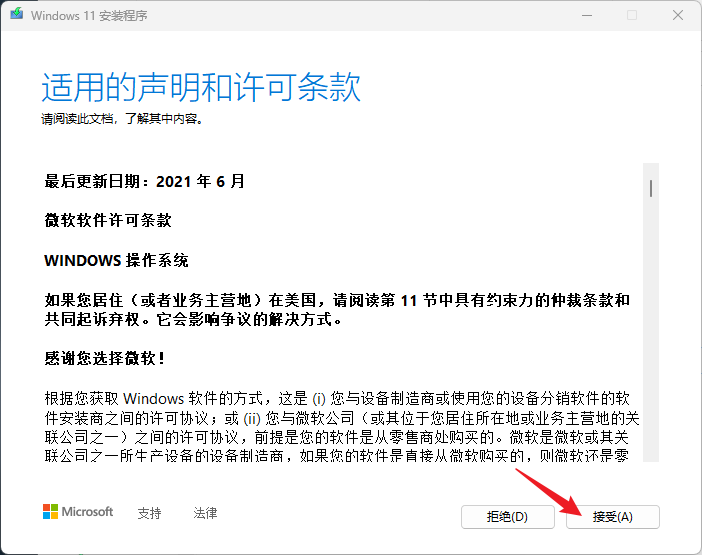 Windows 11 安装程序
适用的声明和许可条款
请阅读此文档，了解其中内容。
最后更新日期：2021 年 6 月
微软软件许可条款
WINDOWS 操作系统
如果您居住（或者业务主营地）在美国，请阅读第 11 节中具有约束力的仲裁条款和
共同起诉弃权。它会影响争议的解决方式。
感谢您选择微软！
根据您获取 Windows 软件的方式，这是 (i) 您与设备制造商或使用您的设备分销软件的软
件安装商之间的许可协议；或 (ii) 您与微软公司（或其位于您居住所在地或业务主营地的关
联公司之一）之间的许可协议，前提是您的软件是从零售商处购买的。微软是微软或其关
联公司之一所生产设备的设备制造商，如果您的软件是直接从微软购买的，则微软还是零
Microsoft 支持 法律 拒绝(D) 接受(A)